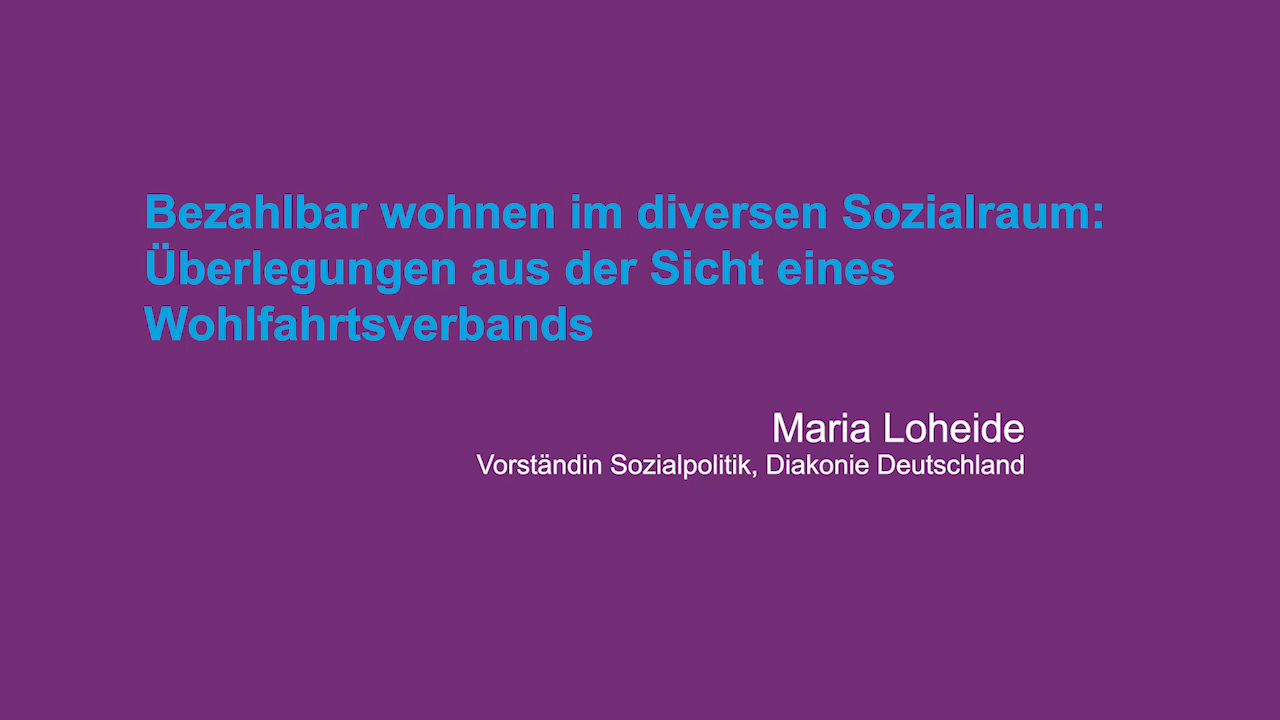 Bezahlbar wohnen im diversen Sozialraum:
Überlegungen aus der Sicht eines
Wohlfahrtsverbands
Maria Loheide
Vorständin Sozialpolitik, Diakonie Deutschland